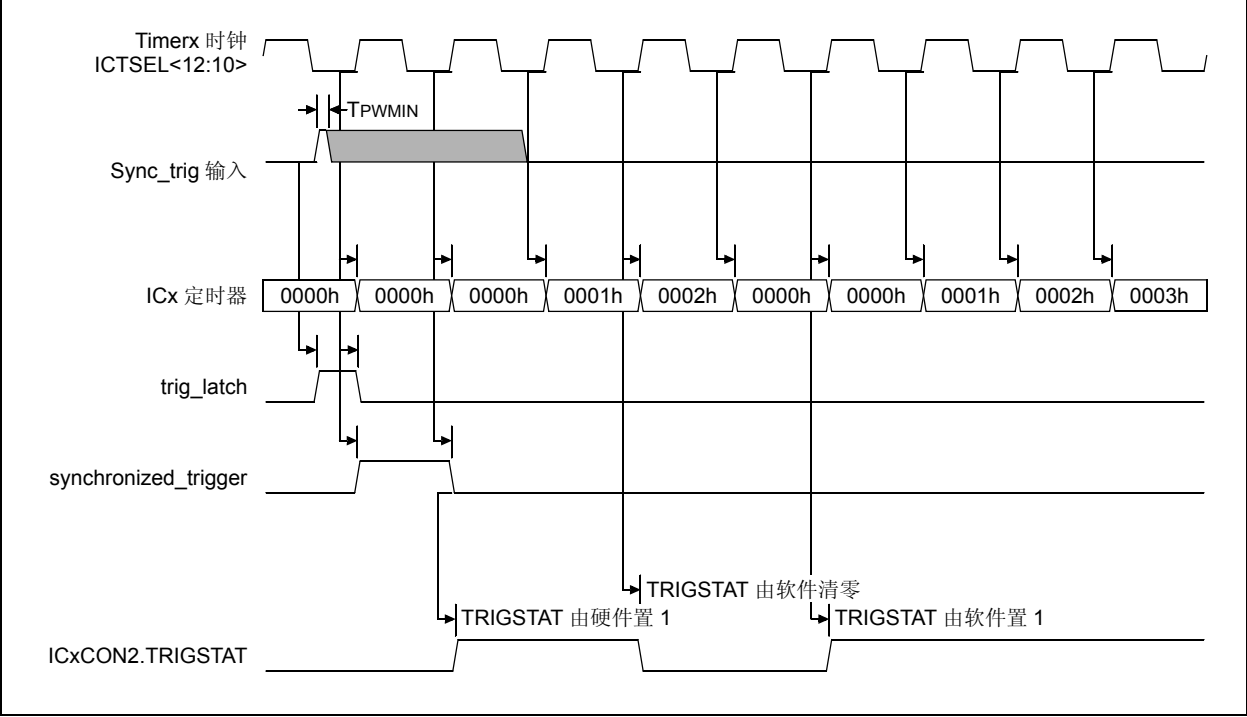 Timerx 时钟
ICTSEL<12:10>
TPWMIN
Sync_trig 输入
ICx 定时器
0000h 0000h 0000h 0001h 0002h 0000h 0000h 0001h 0002h 0003h
trig_latch
synchronized_trigger
TRIGSTAT 由软件清零
TRIGSTAT 由硬件置 1
TRIGSTAT 由软件置 1
ICxCON2.TRIGSTAT